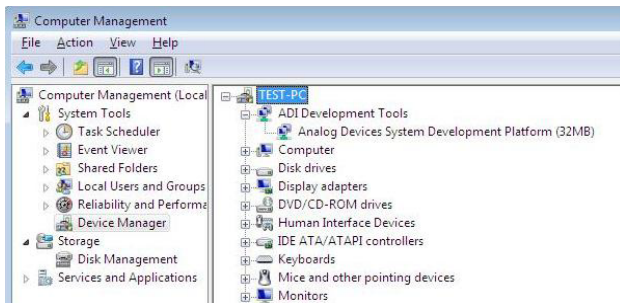 Computer Management
File Action View Help
Computer Management (Local
System Tools
Task Scheduler
Event Viewer
Shared Folders
Local Users and Groups
Reliability and Performa
Device Manager
Storage
Disk Management
Services and Applications
TEST-PC
ADI Development Tools
Analog Devices System Development Platform (32MB)
Computer
Disk drives
Display adapters
DVD/CD-ROM drives
Human Interface Devices
IDE ATA/ATAPI controllers
Keyboards
Mice and other pointing devices
Monitors